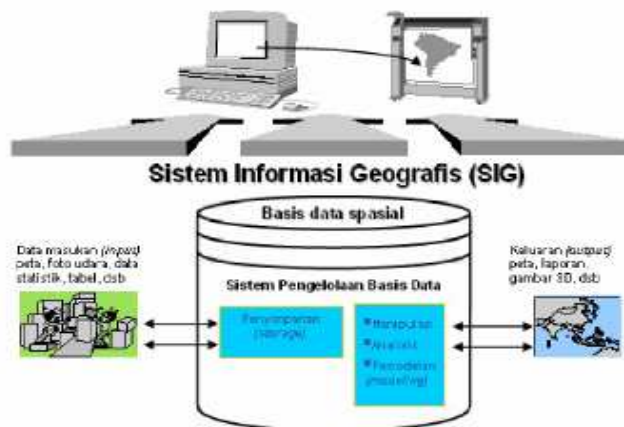 Sistem Informasi Geografis (SIG)
Basis data spasial
Data masukan (input)
peta, foto udara, data
statistik, tabel, dsb
Sistem Pengelolaan Basis Data
Keluaran (output)
peta, laporan,
gambar 3D, dsb
Penyimpanan
(storage)
Manipulasi
Analisis
Pemodelan
(modeling)